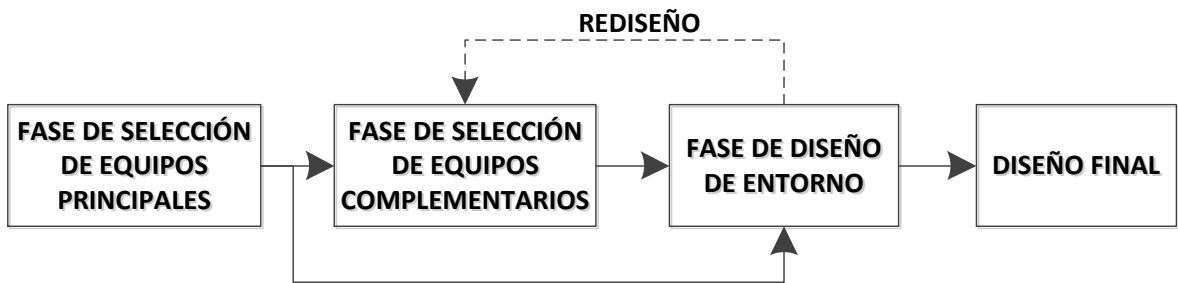 REDISEÑO
FASE DE SELECCIÓN
DE EQUIPOS
PRINCIPALES
FASE DE SELECCIÓN
DE EQUIPOS
COMPLEMENTARIOS
FASE DE DISEÑO
DE ENTORNO
DISEÑO FINAL